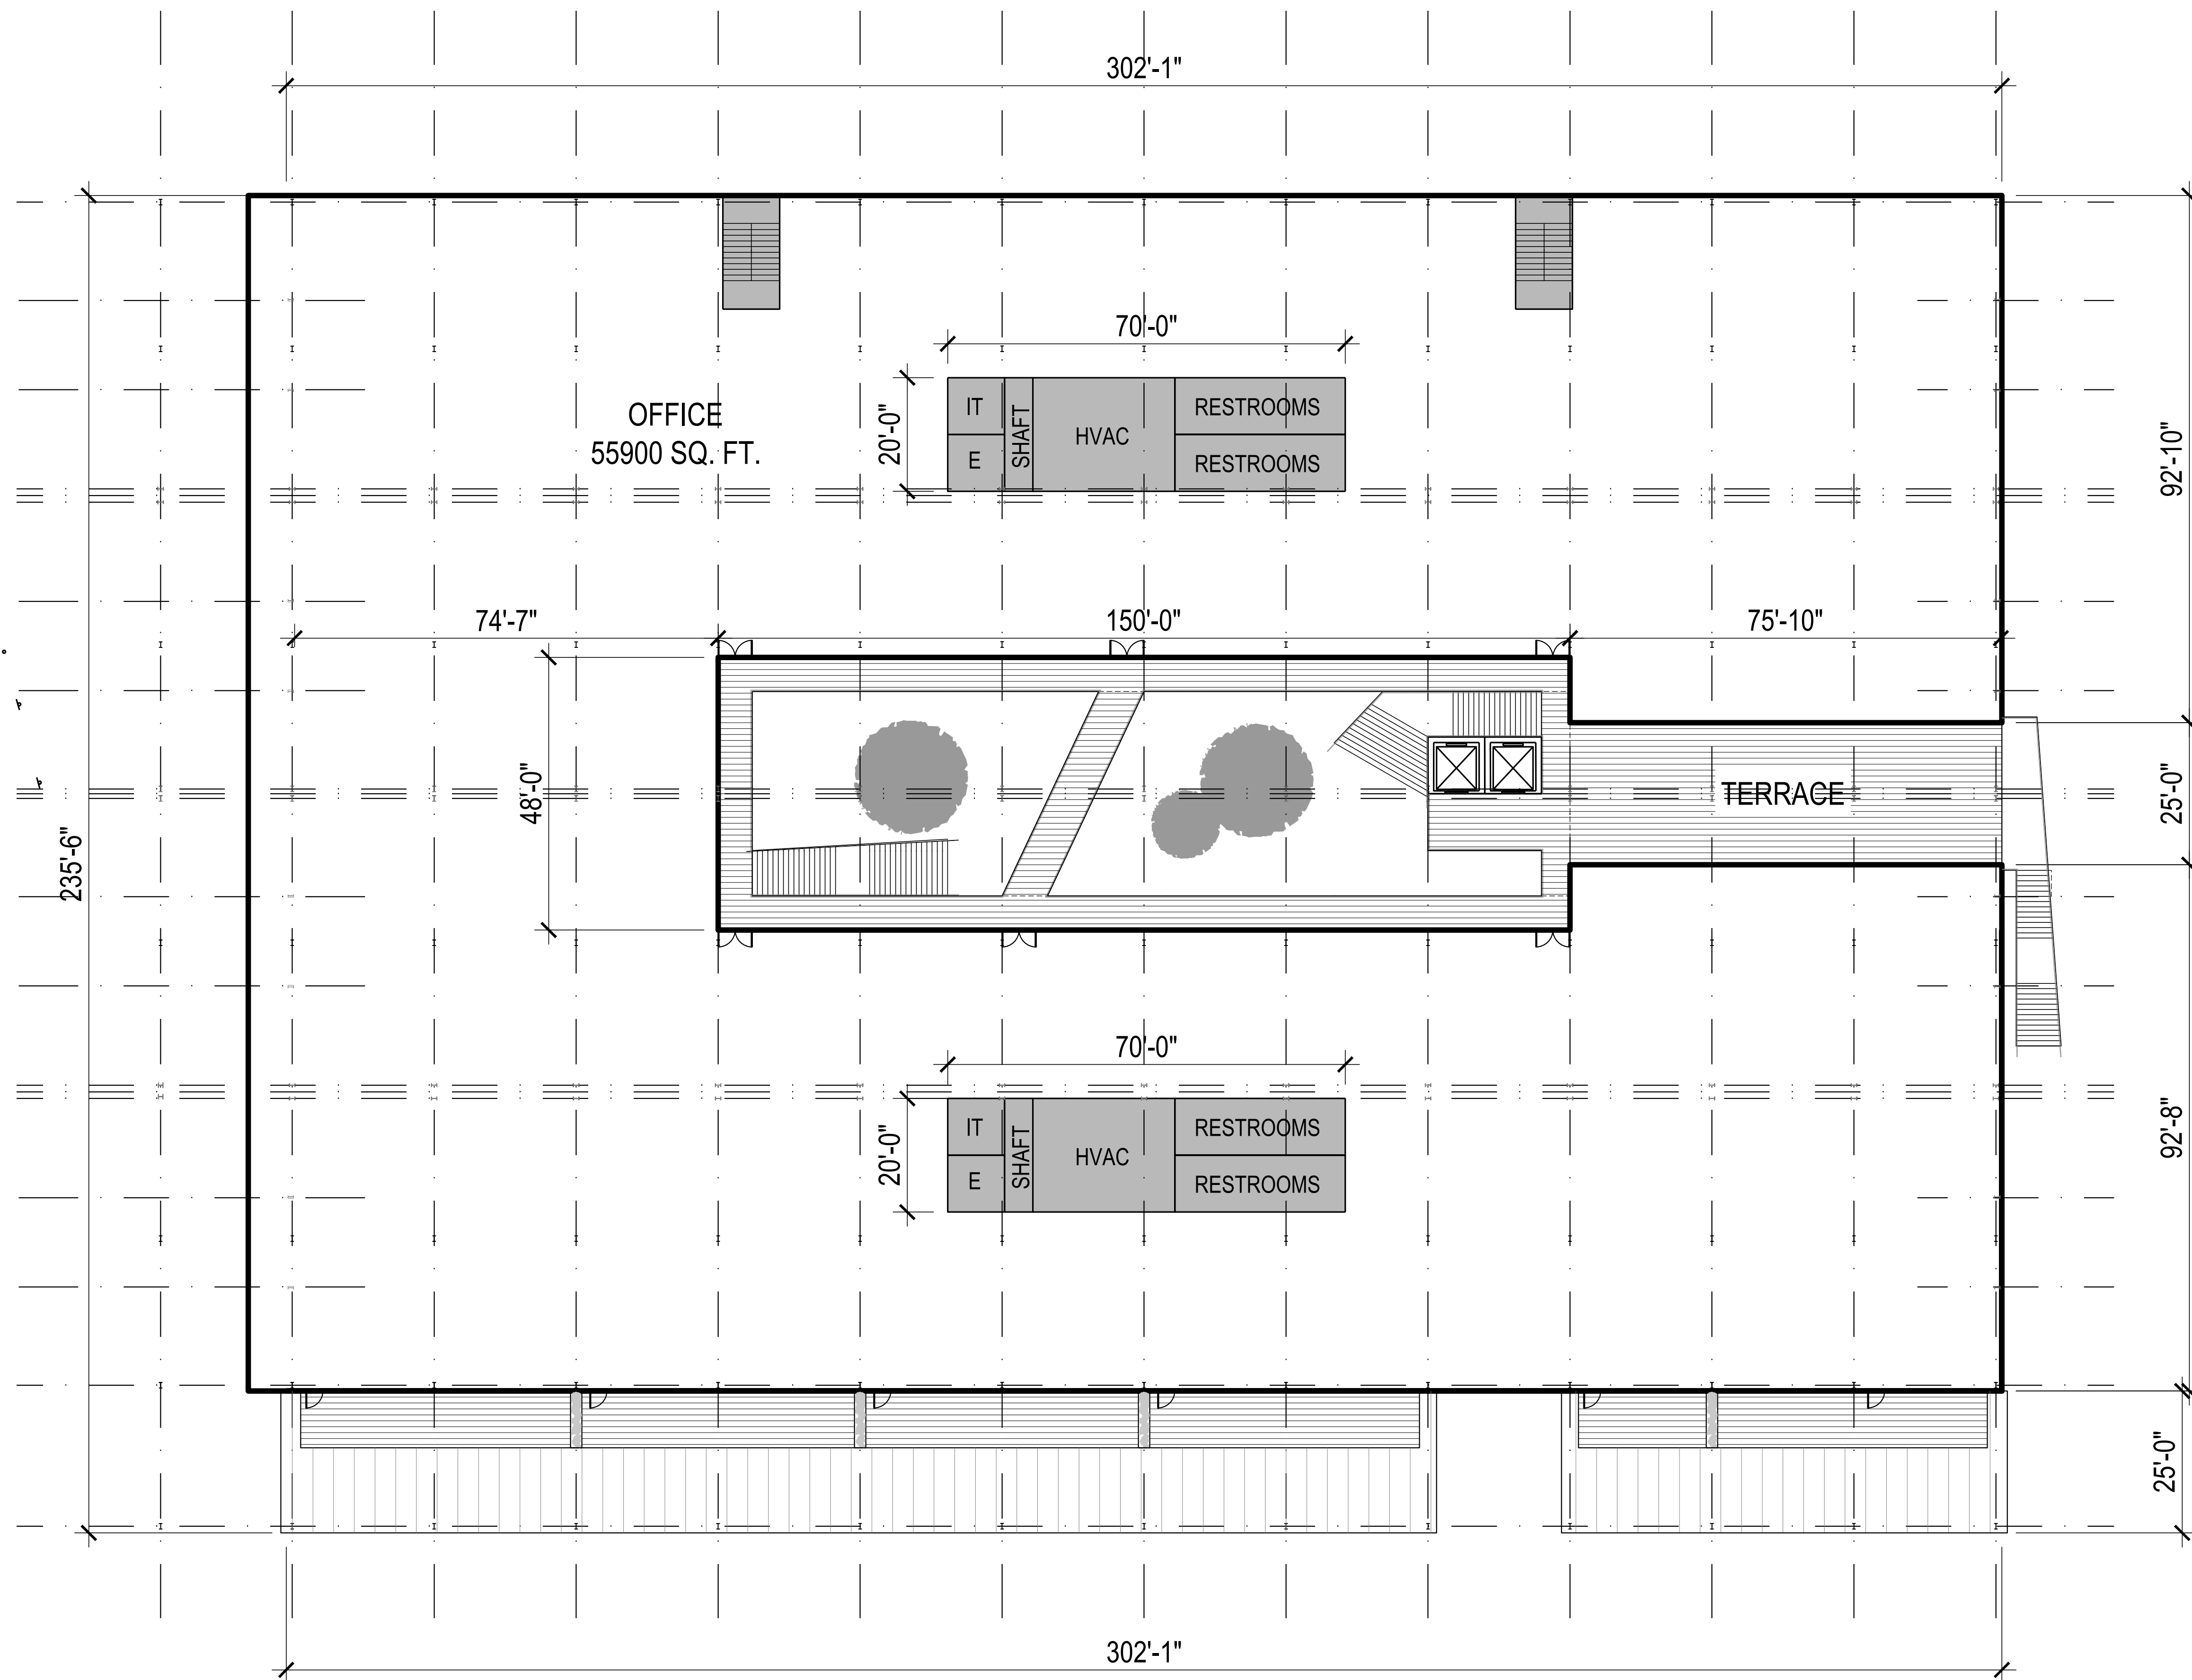 302'-1"
70'-0"
OFFICE
55900 SQ. FT.
20'-0"
IT
SHAFT
HVAC
RESTROOMS
E
RESTROOMS
92'-10"
74'-7"
150'-0"
75'-10"
48'-0"
TERRACE
25'-0"
235'-6"
70'-0"
20'-0"
IT
SHAFT
HVAC
RESTROOMS
E
RESTROOMS
92'-8"
25'-0"
302'-1"